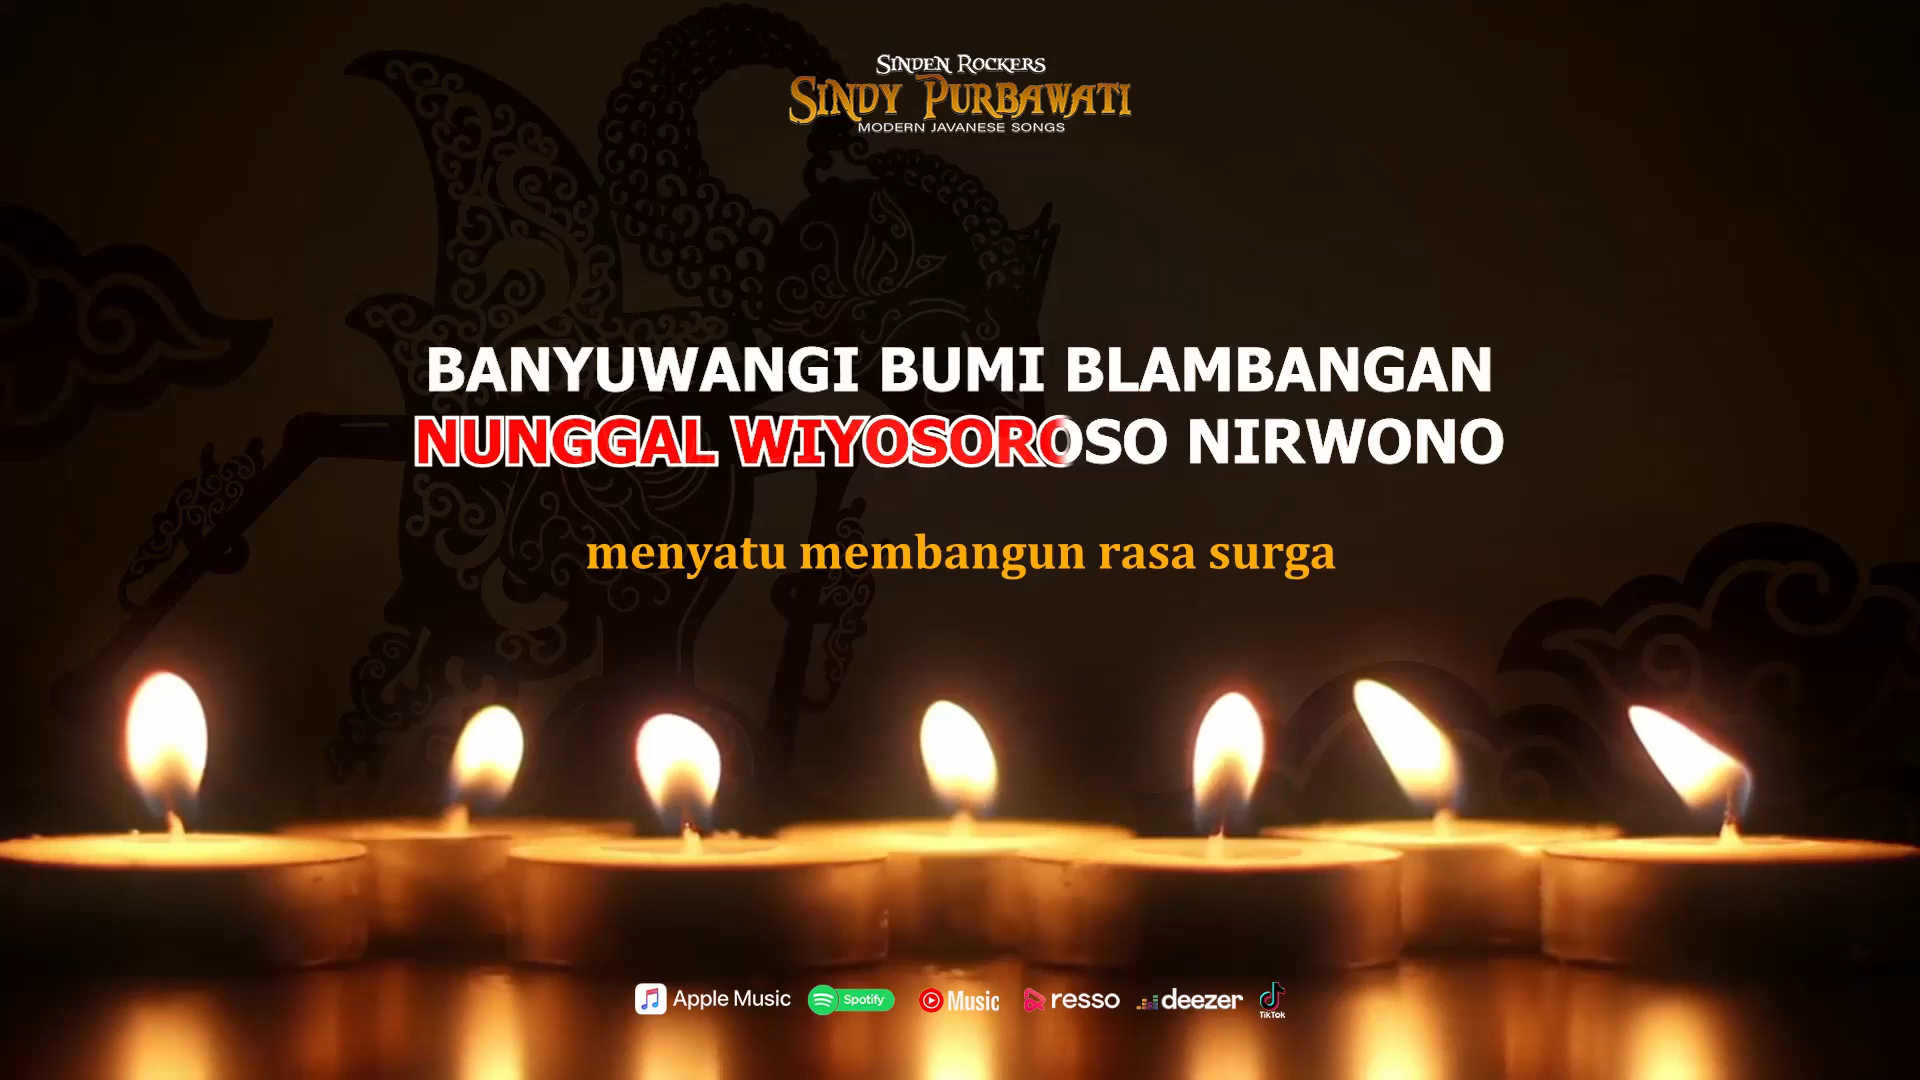 SINDEN ROCKERS
SINDY PURBAWATI
MODERN JAVANESE SONGS
BANYUWANGI BUMI BLAMBANGAN
NUNGGAL WIYOSOROSO NIRWONO
menyatu membangun rasa surga
Apple Music Spotify Music resso deezer TikTok